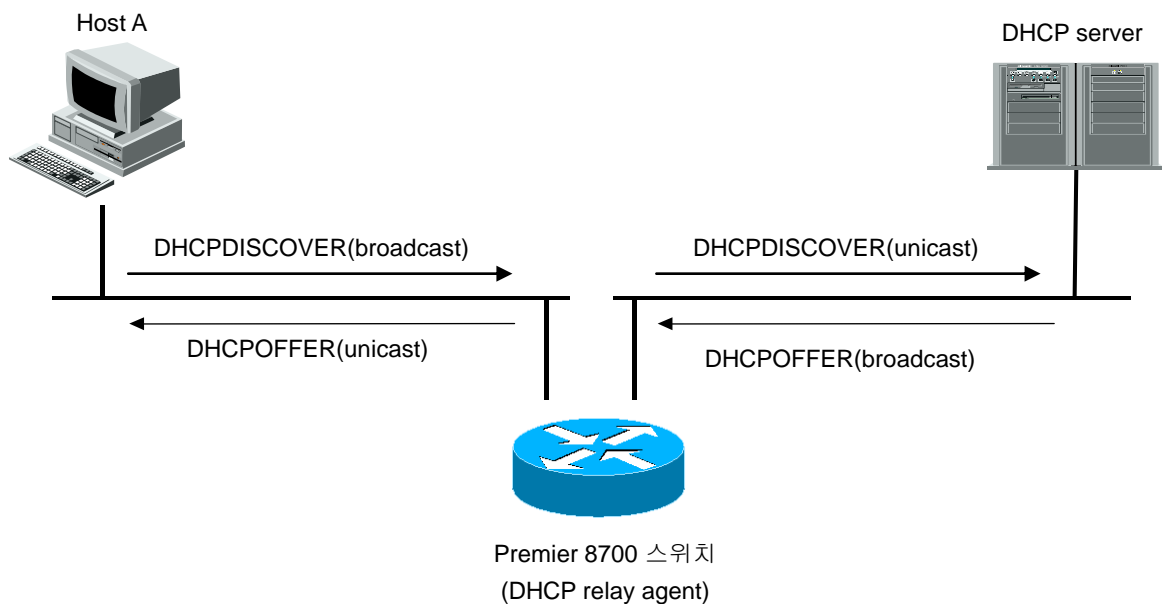 Host A
DHCP server
DHCPDISCOVER(broadcast)
DHCPDISCOVER(unicast)
DHCPOFFER(unicast)
DHCPOFFER(broadcast)
Premier 8700 스위치
(DHCP relay agent)